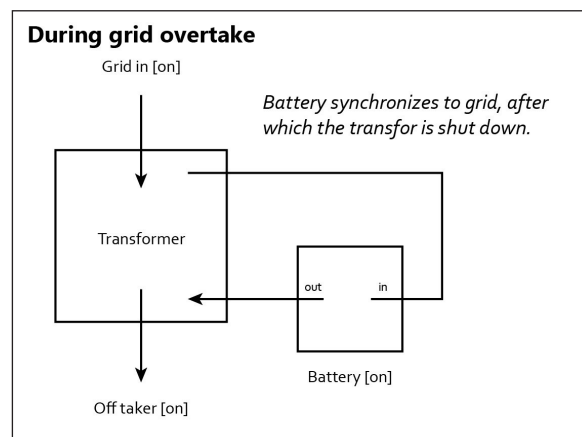 During grid overtake
Grid in [on]
Battery synchronizes to grid, after
which the transfor is shut down.
Transformer
out
in
Battery [on]
Off taker [on]